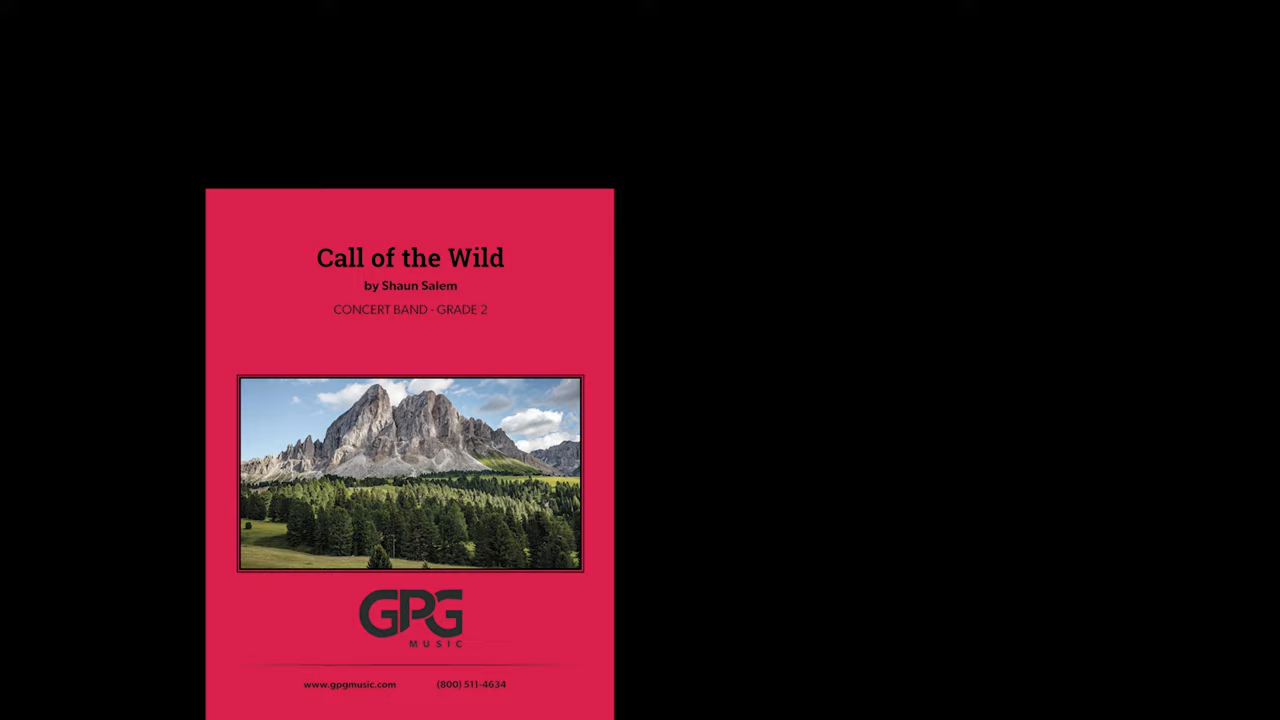 Call of the Wild
by Shaun Salem
CONCERT BAND - GRADE 2
GPG
MUSIC
www.gpgmusic.com (800) 511-4634